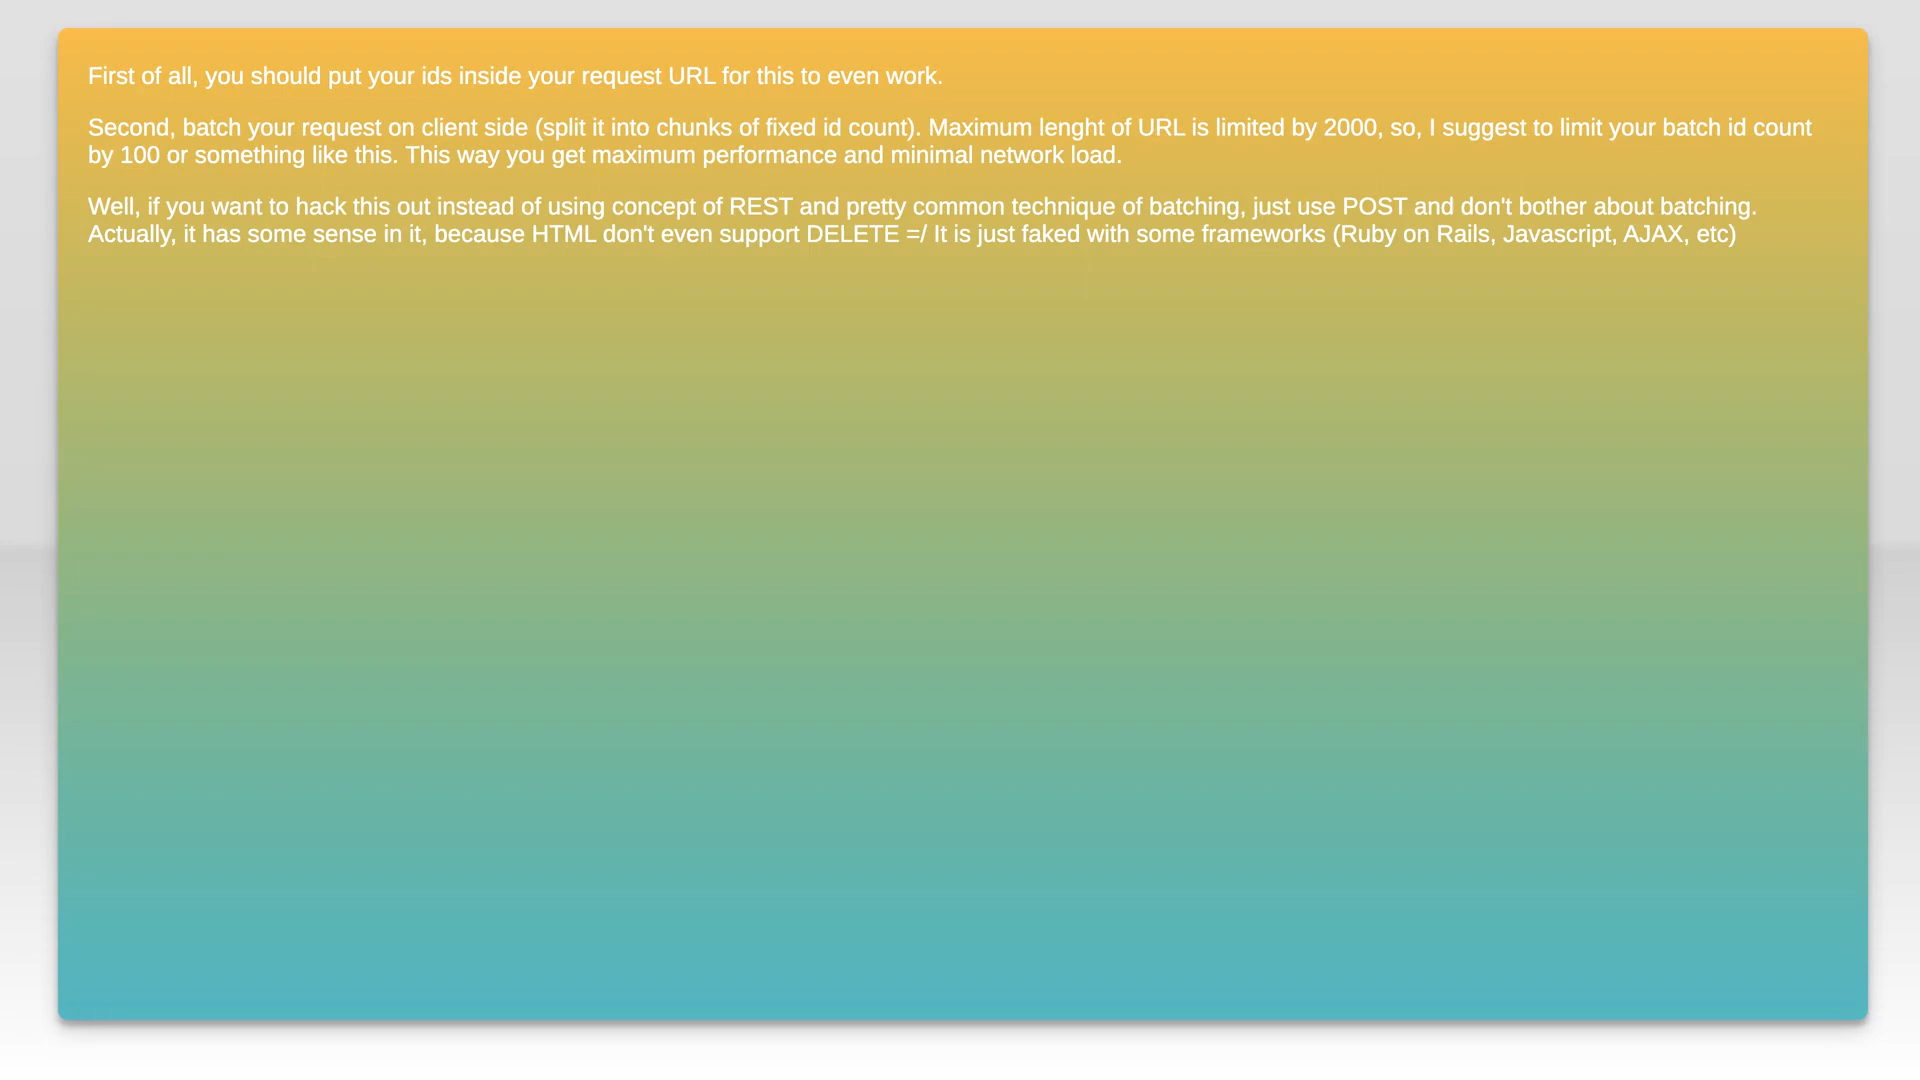 First of all, you should put your ids inside your request URL for this to even work.
Second, batch your request on client side (split it into chunks of fixed id count). Maximum lenght of URL is limited by 2000, so, I suggest to limit your batch id count
by 100 or something like this. This way you get maximum performance and minimal network load.
Well, if you want to hack this out instead of using concept of REST and pretty common technique of batching, just use POST and don't bother about batching.
Actually, it has some sense in it, because HTML don't even support DELETE =/ It is just faked with some frameworks (Ruby on Rails, Javascript, AJAX, etc)